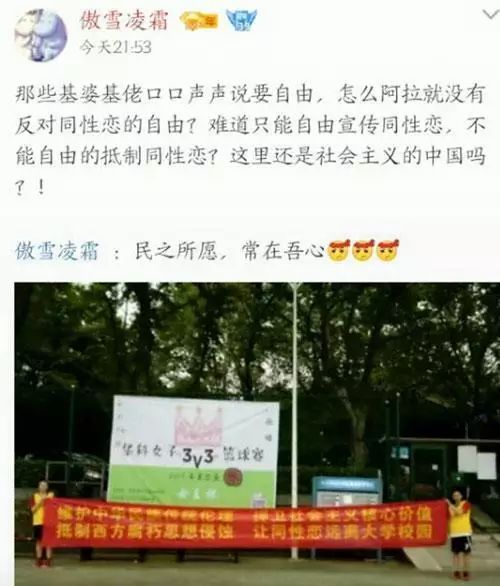 傲雪凌霜
今天21:53
那些基婆基佬口口声声说要自由，怎么阿拉就没有
反对同性恋的自由？难道只能自由宣传同性恋，不
能自由的抵制同性恋？这里还是社会主义的中国吗
？！
傲雪凌霜 ：民之所愿，常在吾心
华科女子3v3篮球赛
维护中华民族传统伦理 捍卫社会主义核心价值
抵制西方腐朽思想侵蚀 让同性恋远离大学校园